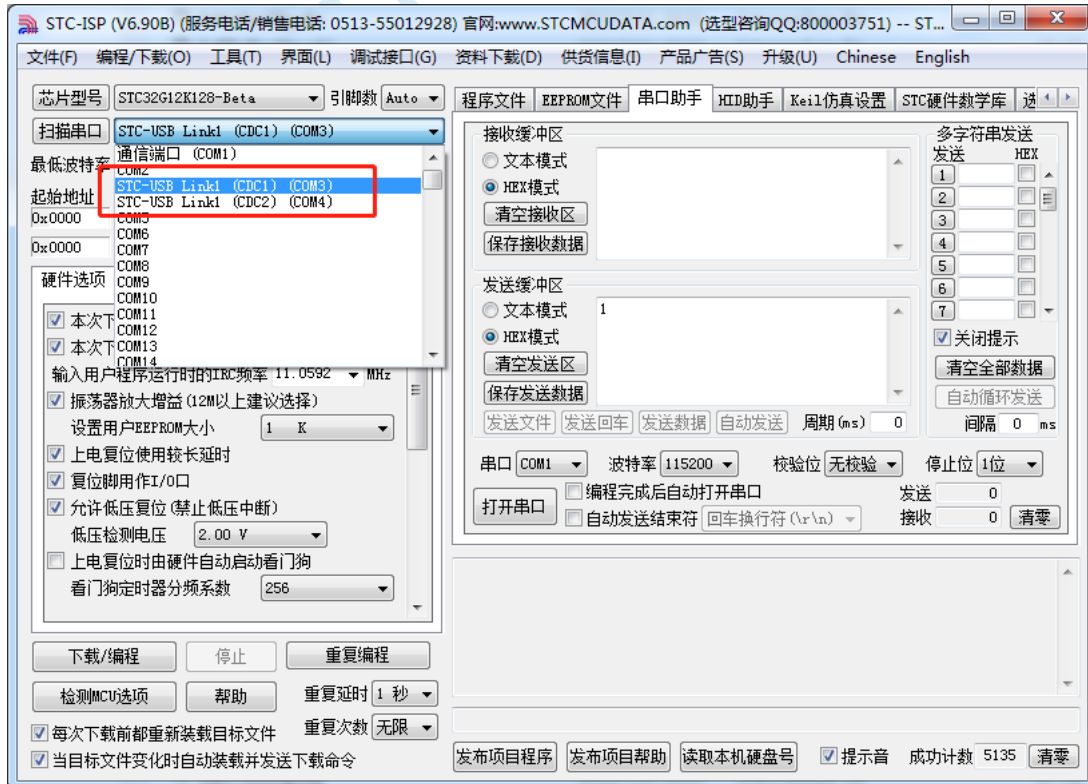 STC-ISP (V6.90B) (服务电话/销售电话: 0513-55012928) 官网:www.STCMCUDATA.com (选型咨询QQ:800003751) -- ST...
文件(F) 编程/下载(O) 工具(T) 界面(L) 调试接口(G) 资料下载(D) 供货信息(I) 产品广告(S) 升级(U) Chinese English
芯片型号 STC32G12K128-Beta 引脚数 Auto
扫描串口 STC-USB Link1 (CDC1) (COM3)
最低波特率
通信端口 (COM1)
COM2
STC-USB Link1 (CDC1) (COM3)
STC-USB Link1 (CDC2) (COM4)
COM5
COM6
COM7
COM8
COM9
COM10
COM11
COM12
COM13
COM14
起始地址
0x0000
0x0000
硬件选项
本次下
本次下
输入用户程序运行时的IRC频率 11.0592 MHz
振荡器放大增益(12M以上建议选择)
设置用户EEPROM大小 1 K
上电复位使用较长延时
复位脚用作I/O口
允许低压复位(禁止低压中断)
低压检测电压 2.00 V
上电复位时由硬件自动启动看门狗
看门狗定时器分频系数 256
下载/编程 停止 重复编程
检测MCU选项 帮助 重复延时 1 秒
每次下载前都重新装载目标文件 重复次数 无限
当目标文件变化时自动装载并发送下载命令
程序文件 EEPROM文件 串口助手 HID助手 Keil仿真设置 STC硬件数学库 选
接收缓冲区
文本模式
HEX模式
清空接收区
保存接收数据
发送缓冲区
文本模式 1
HEX模式
清空发送区
保存发送数据
发送文件 发送回车 发送数据 自动发送 周期(ms) 0
多字符串发送
发送 HEX
1
2
3
4
5
6
7
关闭提示
清空全部数据
自动循环发送
间隔 0 ms
串口 COM1 波特率 115200 校验位 无校验 停止位 1位
打开串口 编程完成后自动打开串口 发送 0
自动发送结束符 回车换行符(\r\n) 接收 0 清零
发布项目程序 发布项目帮助 读取本机硬盘号 提示音 成功计数 5135 清零